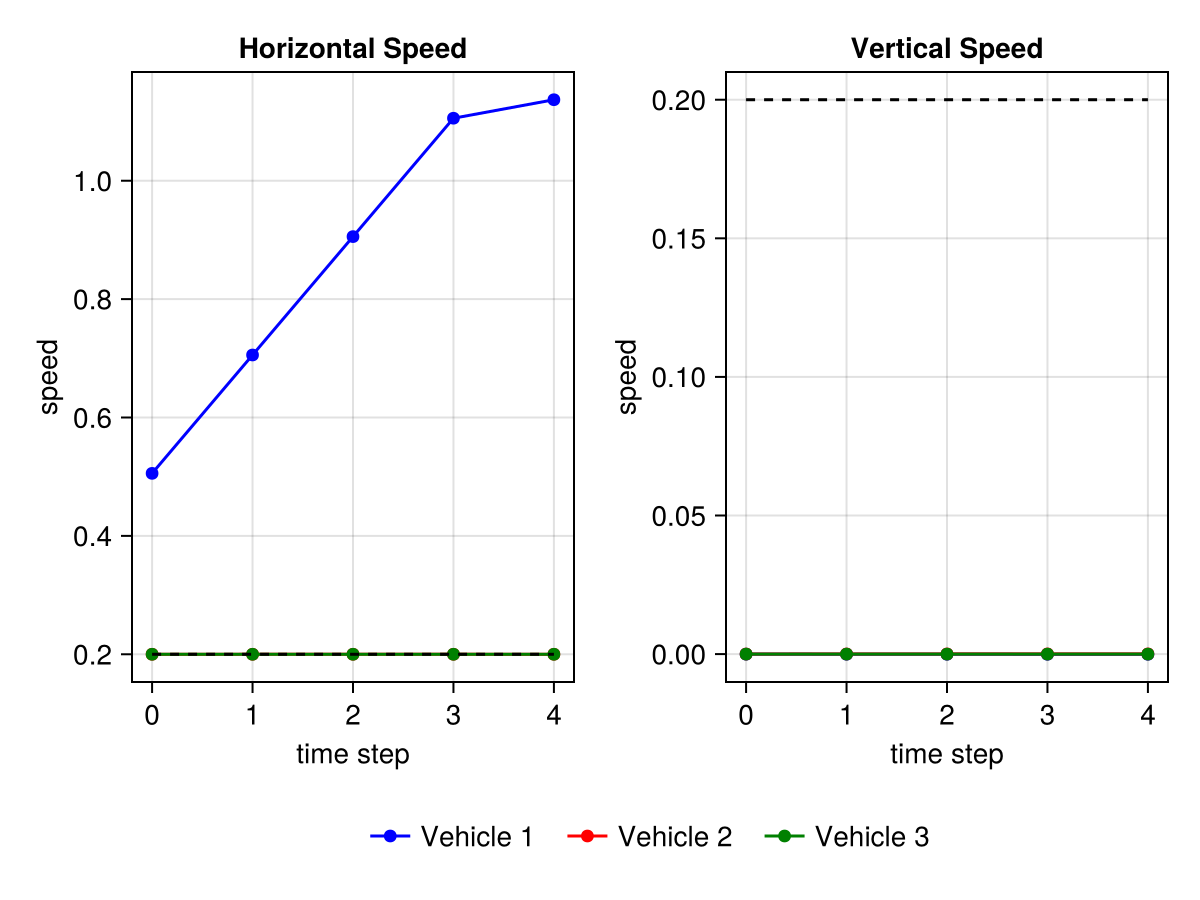 Horizontal Speed
Vertical Speed
speed
1.0
0.8
0.6
0.4
0.2
0 1 2 3 4
time step
speed
0.20
0.15
0.10
0.05
0.00
0 1 2 3 4
time step
Vehicle 1 Vehicle 2 Vehicle 3